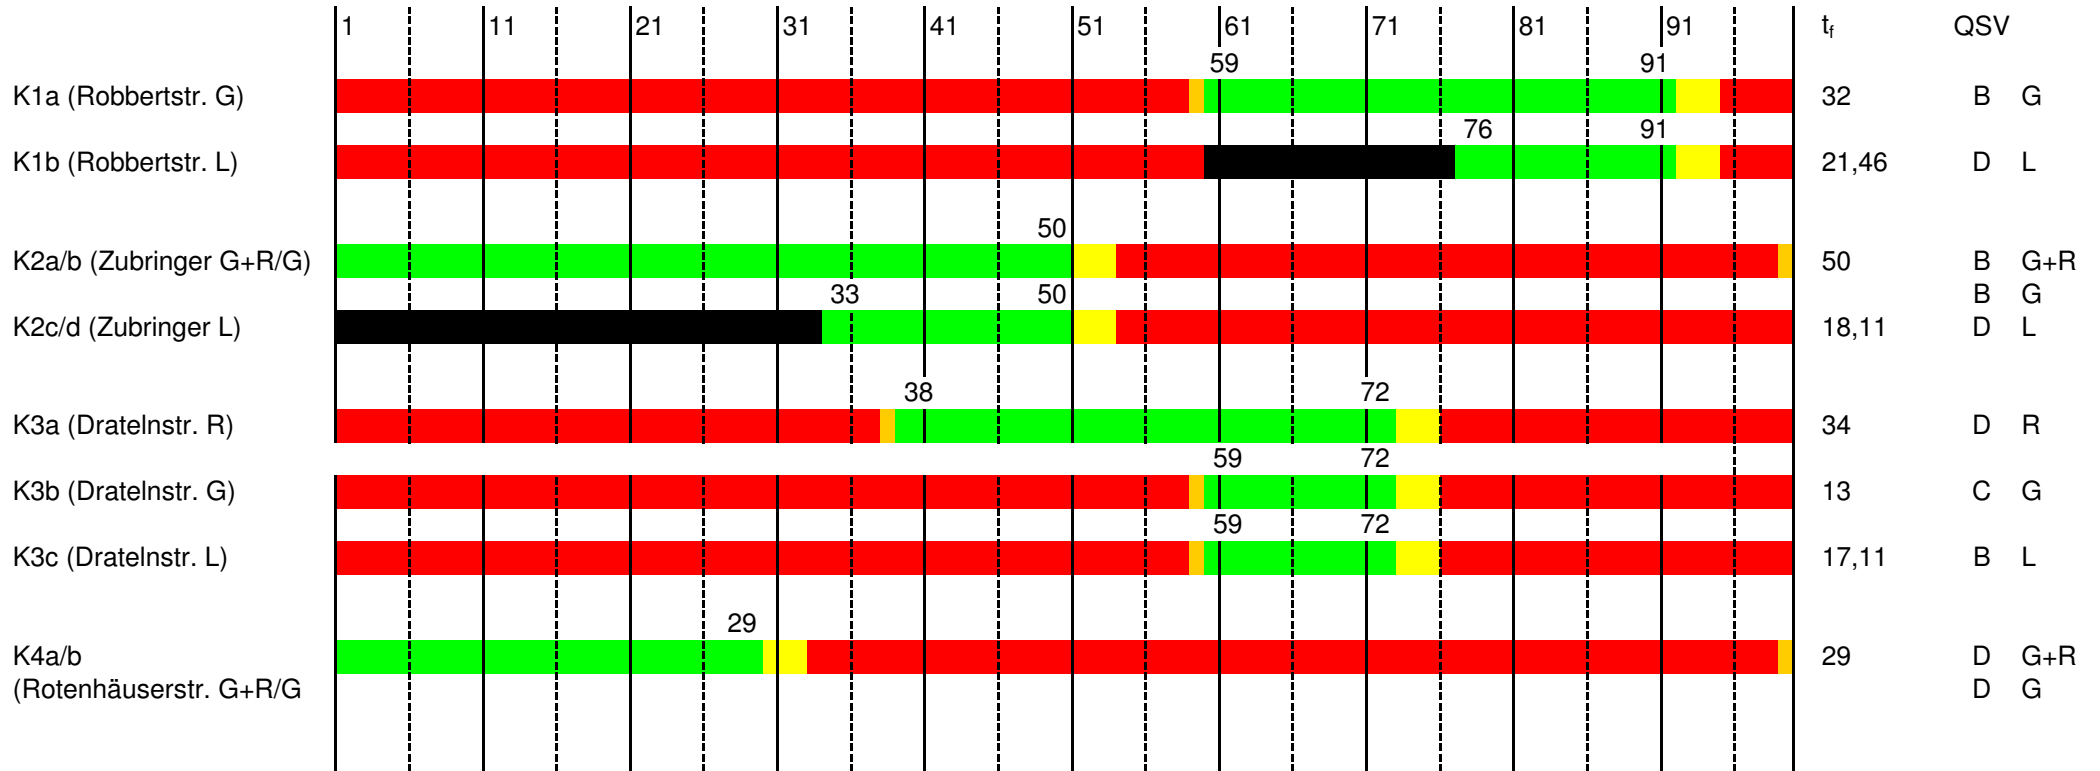 1 11 21 31 41 51 61 71 81 91 tf QSV
59 91
K1a (Robbertstr. G) 32 B G
76 91
K1b (Robbertstr. L) 21,46 D L
50
K2a/b (Zubringer G+R/G) 50 B G+R
33 50 B G
K2c/d (Zubringer L) 18,11 D L
38 72
K3a (Dratelnstr. R) 34 D R
59 72
K3b (Dratelnstr. G) 13 C G
59 72
K3c (Dratelnstr. L) 17,11 B L
29
K4a/b 29 D G+R
(Rotenhäuserstr. G+R/G D G